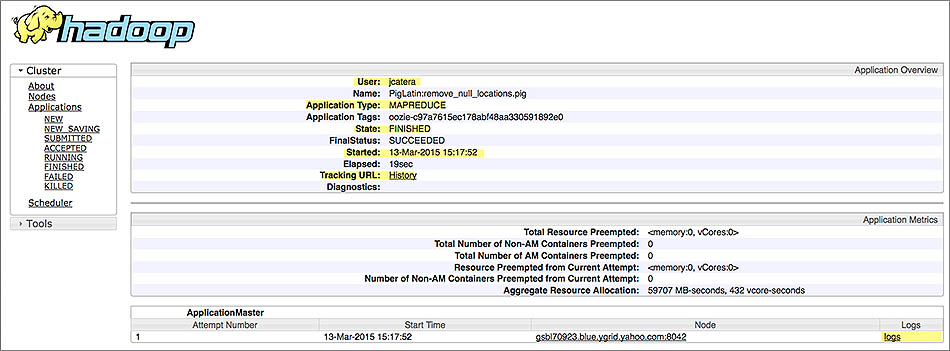 hadoop
Cluster
About
Nodes
Applications
NEW
NEW_SAVING
SUBMITTED
ACCEPTED
RUNNING
FINISHED
FAILED
KILLED
Scheduler
Tools
Application Overview
User: jcatera
Name: PigLatin:remove_null_locations.pig
Application Type: MAPREDUCE
Application Tags: oozie-c97a7615ec178abf48aa330591892e0
State: FINISHED
FinalStatus: SUCCEEDED
Started: 13-Mar-2015 15:17:52
Elapsed: 19sec
Tracking URL: History
Diagnostics:
Application Metrics
Total Resource Preempted: <memory:0, vCores:0>
Total Number of Non-AM Containers Preempted: 0
Total Number of AM Containers Preempted: 0
Resource Preempted from Current Attempt: <memory:0, vCores:0>
Number of Non-AM Containers Preempted from Current Attempt: 0
Aggregate Resource Allocation: 59707 MB-seconds, 432 vcore-seconds
ApplicationMaster
Attempt Number Start Time Node Logs
1 13-Mar-2015 15:17:52 gsbl70923.blue.ygrid.yahoo.com:8042 logs